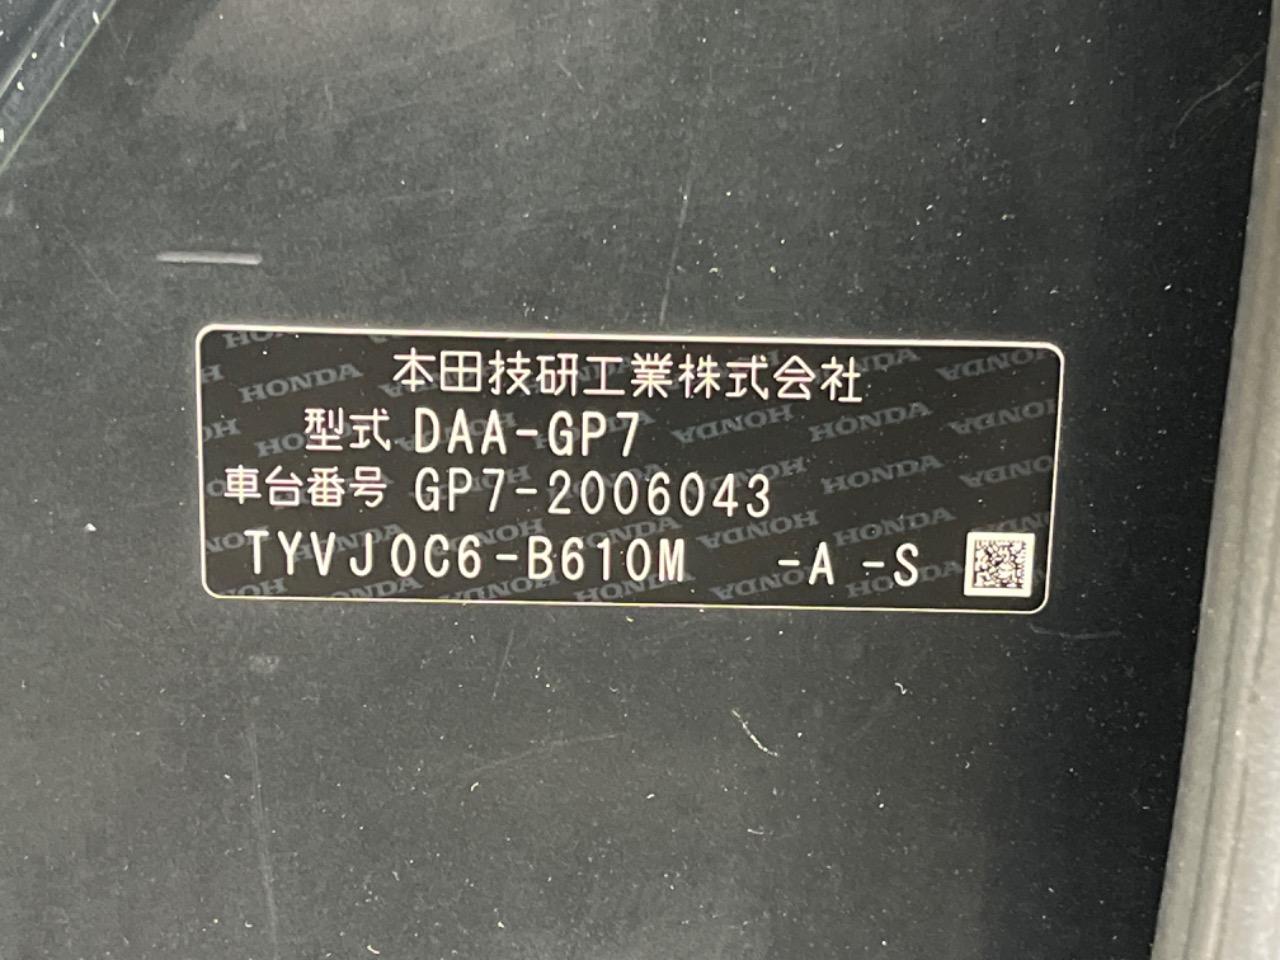 本田技研工業株式会社
型式 DAA-GP7
車台番号 GP7-2006043
TYVJ0C6-B610M -A -S